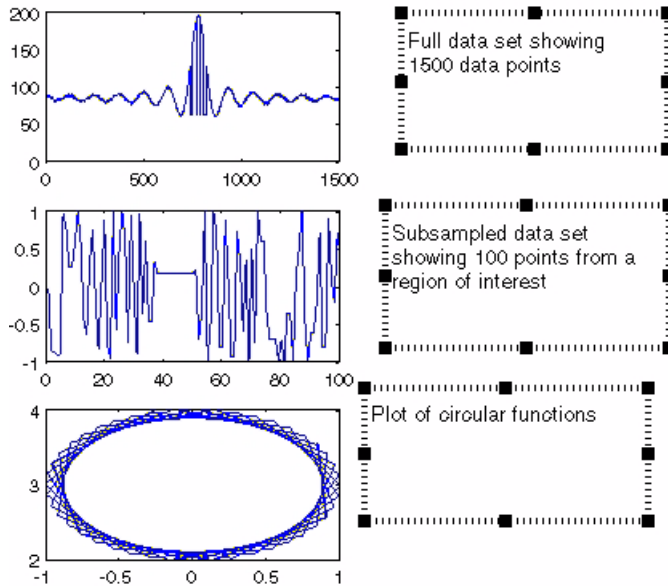 200
150
100
50
0
0 500 1000 1500
Full data set showing
1500 data points
1
0.5
0
-0.5
-1
0 20 40 60 80 100
Subsampled data set
showing 100 points from a
region of interest
4
3
2
-1 -0.5 0 0.5 1
Plot of circular functions